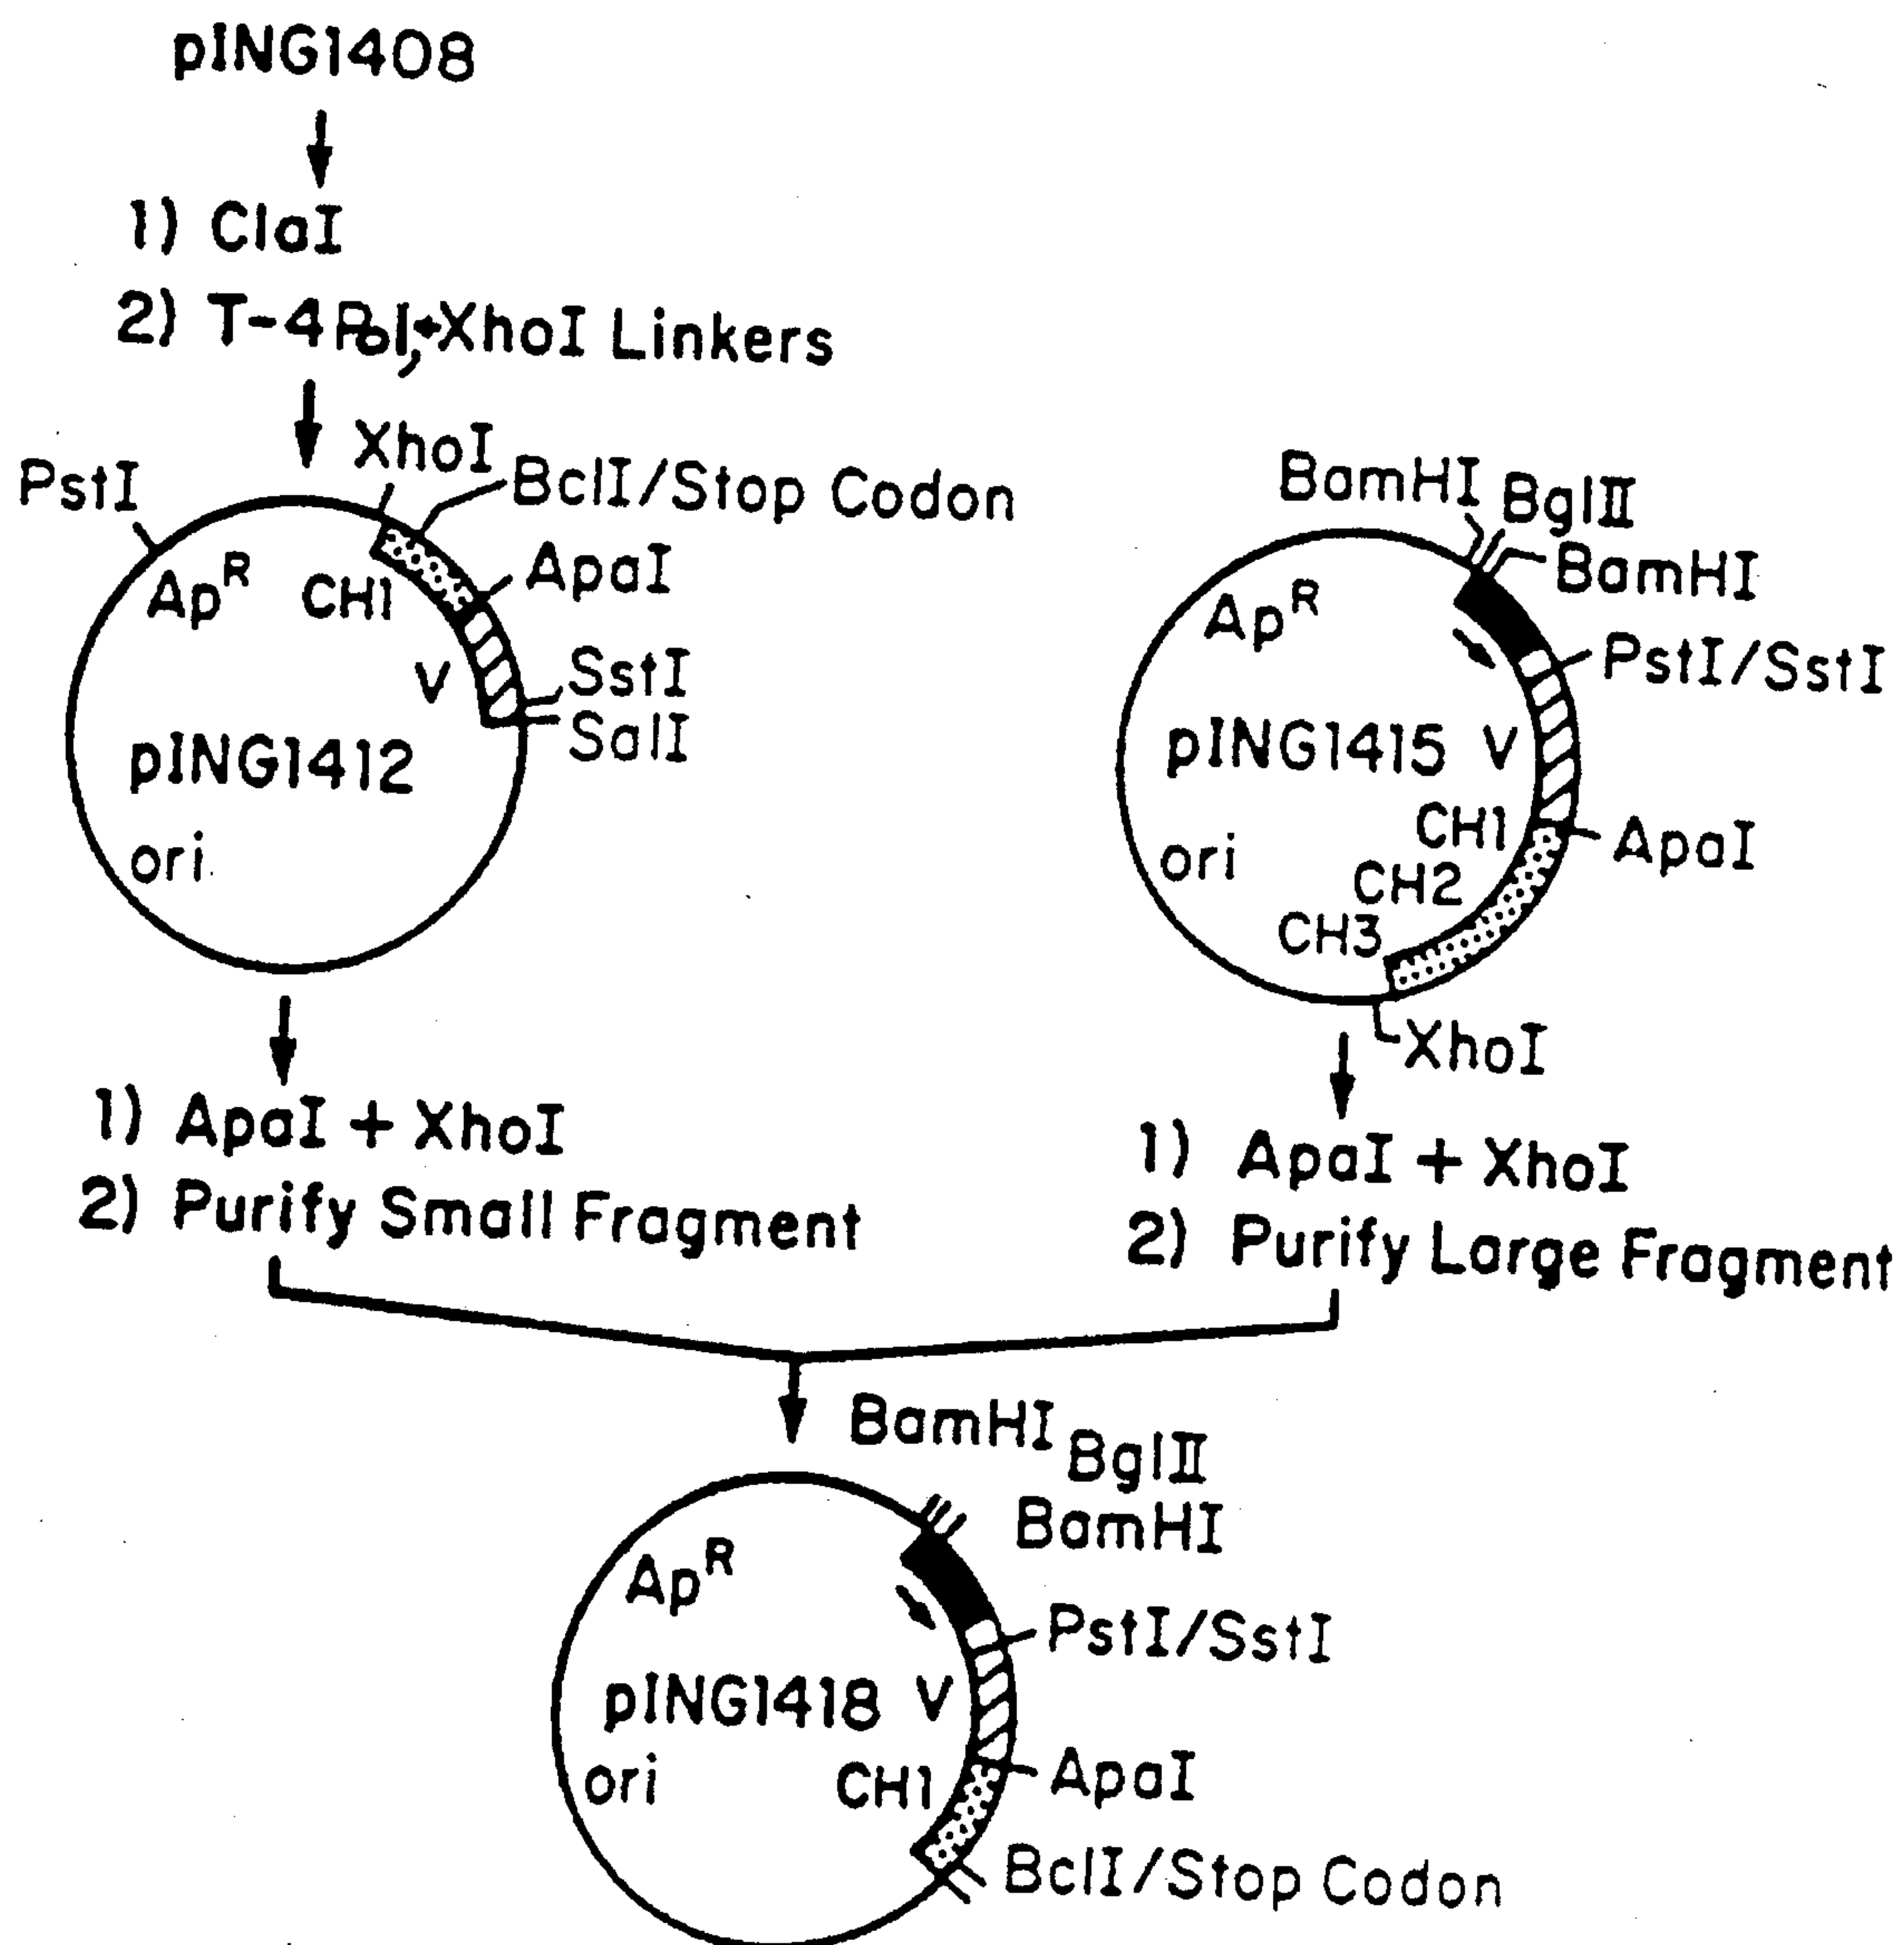 pING1408
1) ClaI
2) T-4 Pol, + XhoI Linkers
PstI
XhoI
BclI/Stop Codon
Ap^R
CH1
ApaI
V
SstI
SalI
pING1412
ori
BamHI
BglII
BamHI
Ap^R
PstI/SstI
pING1415
V
CH1
ApaI
ori
CH2
CH3
XhoI
1) ApaI + XhoI
2) Purify Small Fragment
1) ApaI + XhoI
2) Purify Large Fragment
BamHI
BglII
BamHI
Ap^R
PstI/SstI
pING1418
V
ori
CH1
ApaI
BclI/Stop Codon